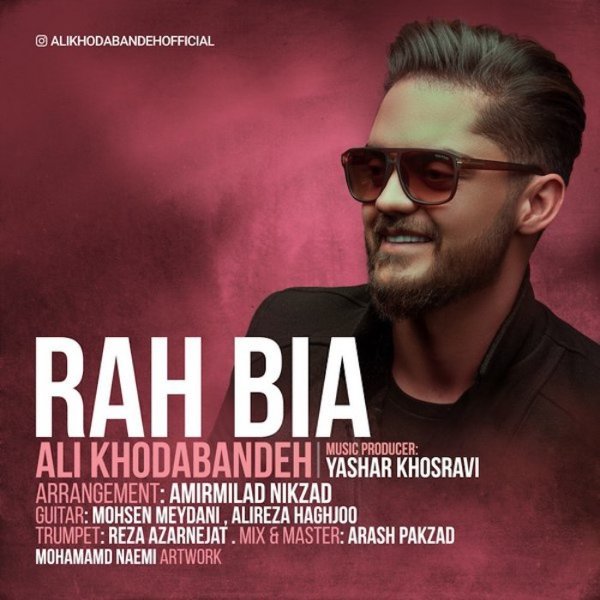 ALIKHODABANDEHOFFICIAL
RAH BIA
ALI KHODABANDEH | MUSIC PRODUCER: YASHAR KHOSRAVI
ARRANGEMENT: AMIRMILAD NIKZAD
GUITAR: MOHSEN MEYDANI , ALIREZA HAGHJOO
TRUMPET: REZA AZARNEJAT . MIX & MASTER: ARASH PAKZAD
MOHAMAMD NAEMI ARTWORK